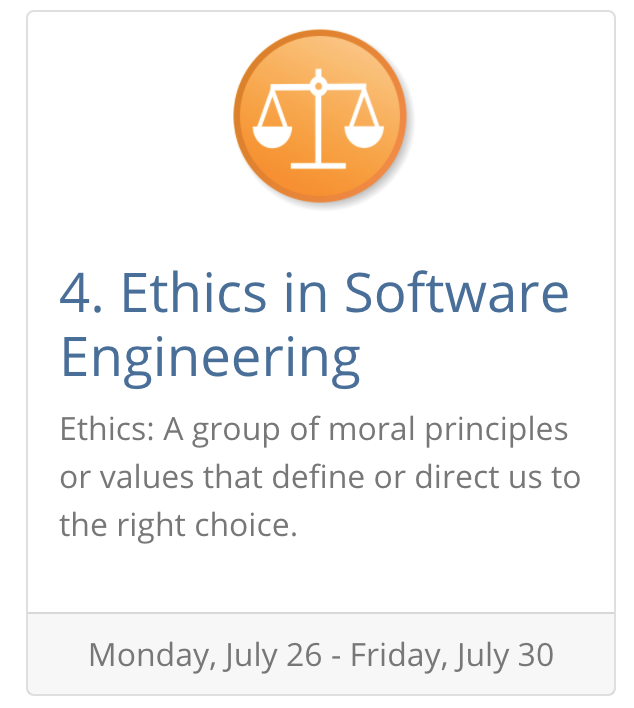 4. Ethics in Software
Engineering
Ethics: A group of moral principles
or values that define or direct us to
the right choice.
Monday, July 26 - Friday, July 30